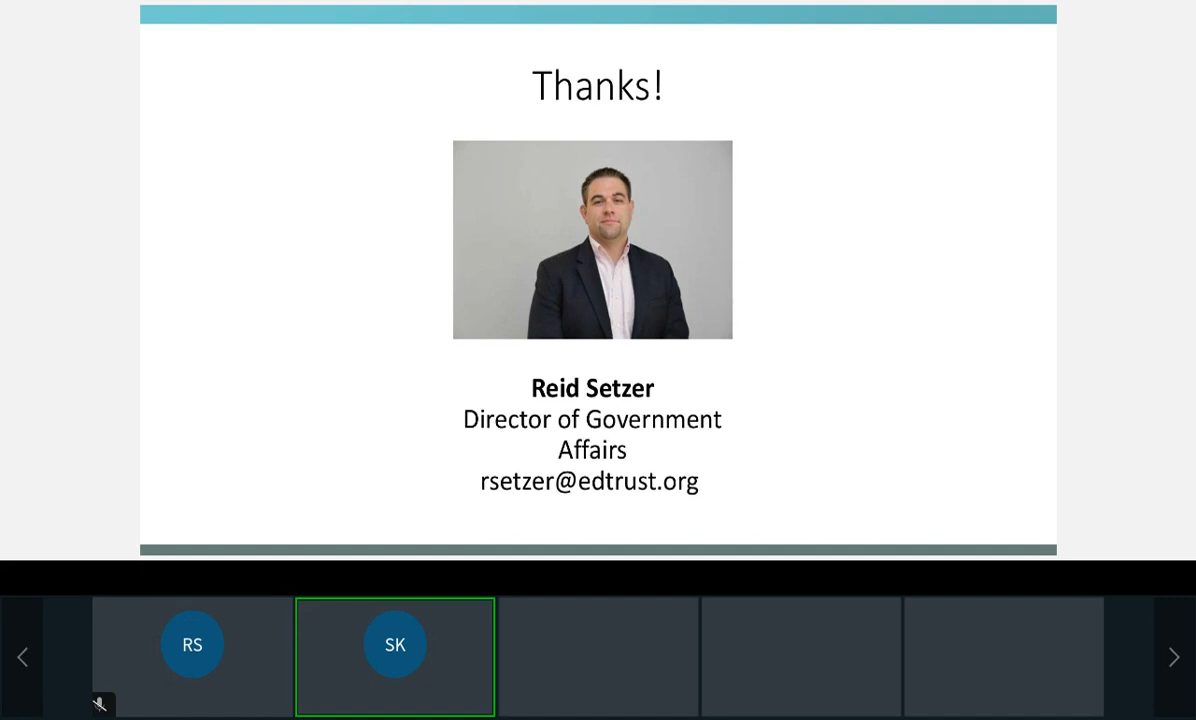 Thanks!
Reid Setzer
Director of Government
Affairs
rsetzer@edtrust.org
RS
SK